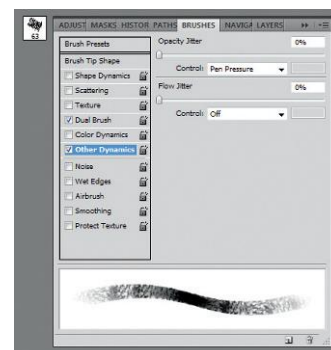 63
ADJUST MASKS HISTOR PATHS BRUSHES NAVIGA LAYERS
Brush Presets
Brush Tip Shape
Shape Dynamics
Scattering
Texture
Dual Brush
Color Dynamics
Other Dynamics
Noise
Wet Edges
Airbrush
Smoothing
Protect Texture
Opacity Jitter 0%
Control: Pen Pressure
Flow Jitter 0%
Control: Off